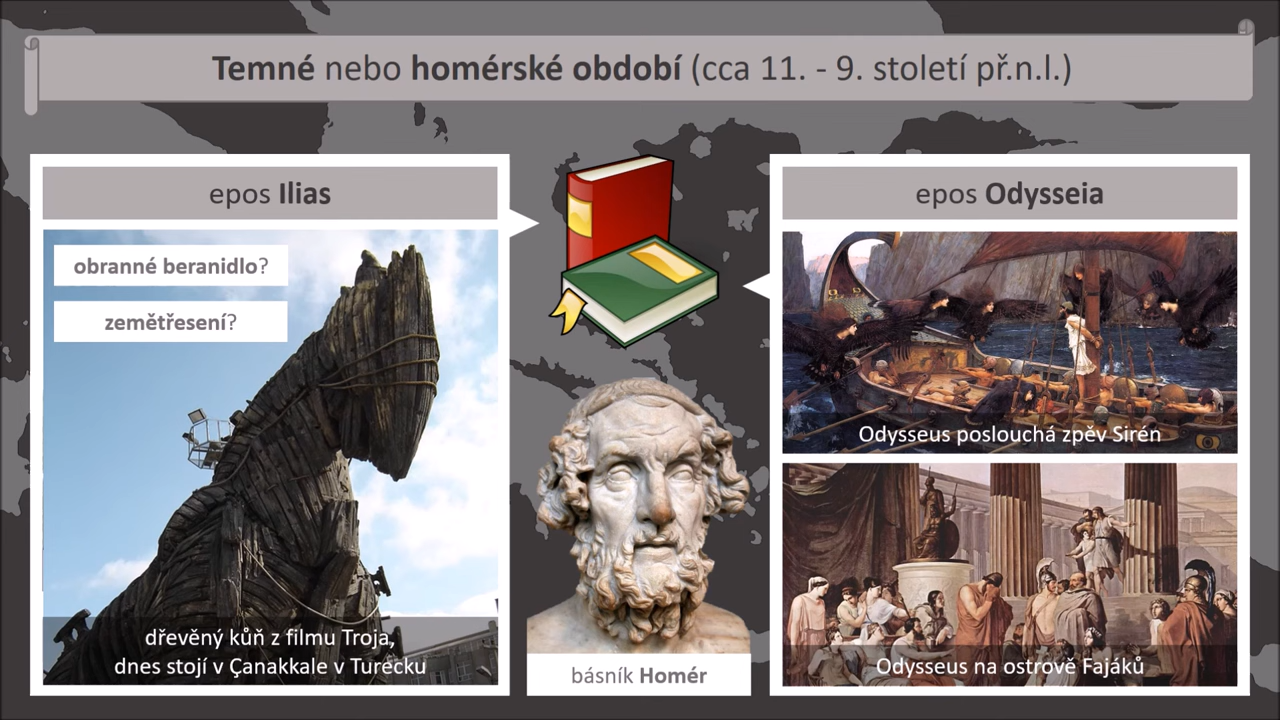 Temné nebo homérské období (cca 11. - 9. století př.n.l.)
epos Ilias
obranné beranidlo?
zemětřesení?
dřevěný kůň z filmu Troja,
dnes stojí v Çanakkale v Turecku
básník Homér
epos Odysseia
Odysseus poslouchá zpěv Sirén
Odysseus na ostrově Fajáků